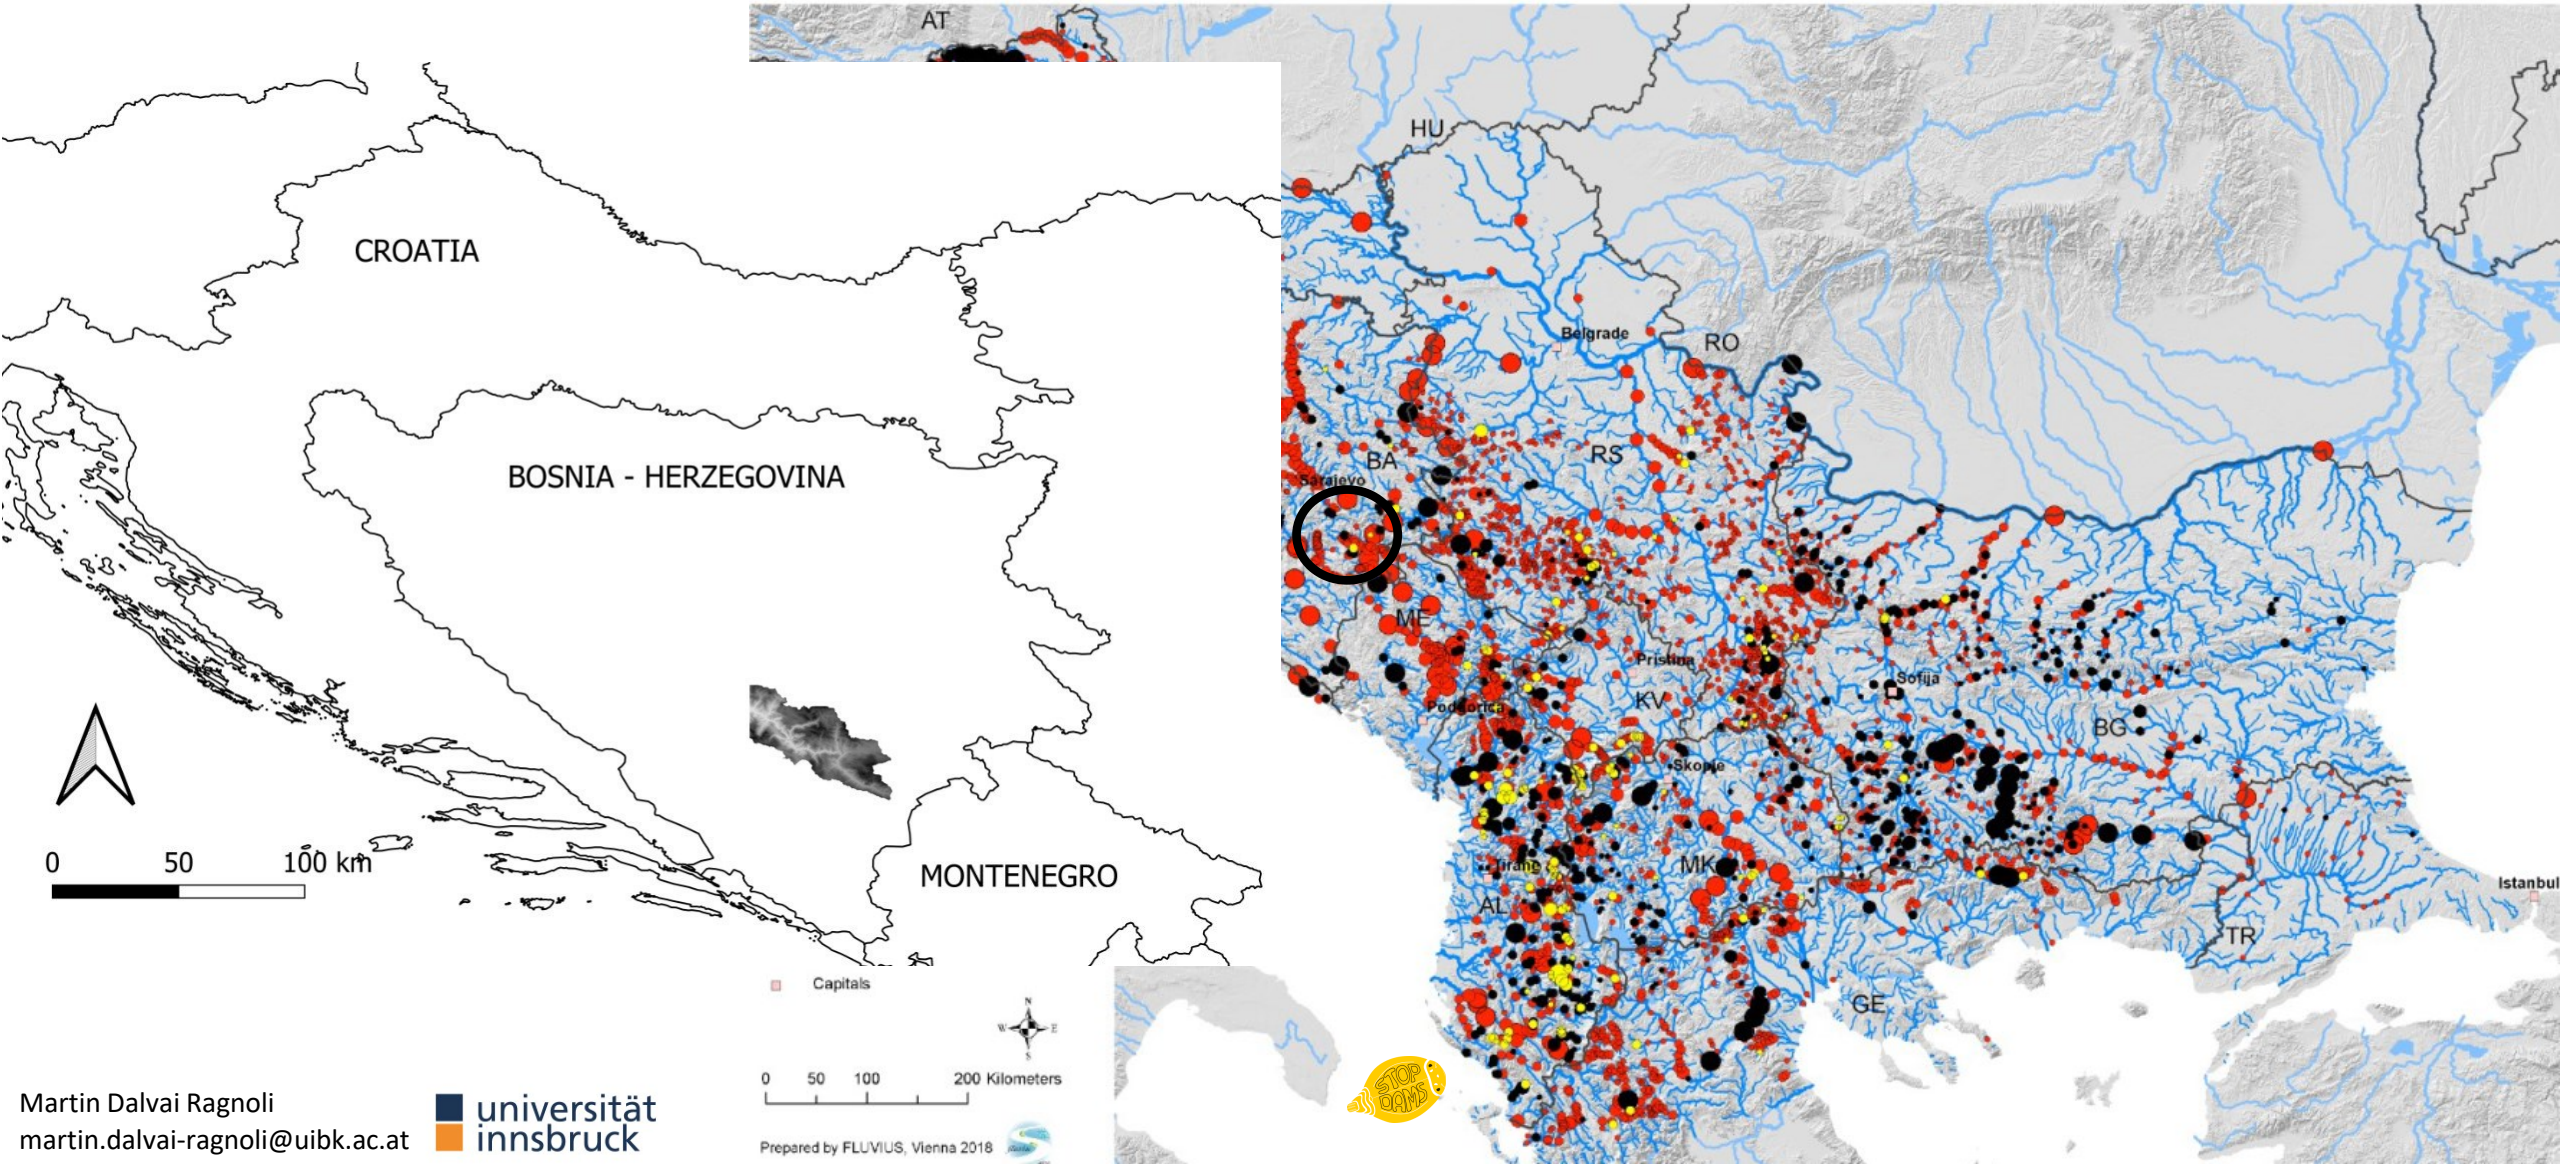 AT
HU
CROATIA
RO
Belgrade
BOSNIA - HERZEGOVINA
BA
RS
Sarajevo
ME
Pristina
KV
Sofija
Podgorica
BG
Skopje
0 50 100 km
MONTENEGRO
Tirane
MK
AL
Istanbul
TR
Capitals
GE
N
W E
S
0 50 100 200 Kilometers
STOP
DAMS
Martin Dalvai Ragnoli
martin.dalvai-ragnoli@uibk.ac.at
universität
innsbruck
Prepared by FLUVIUS, Vienna 2018